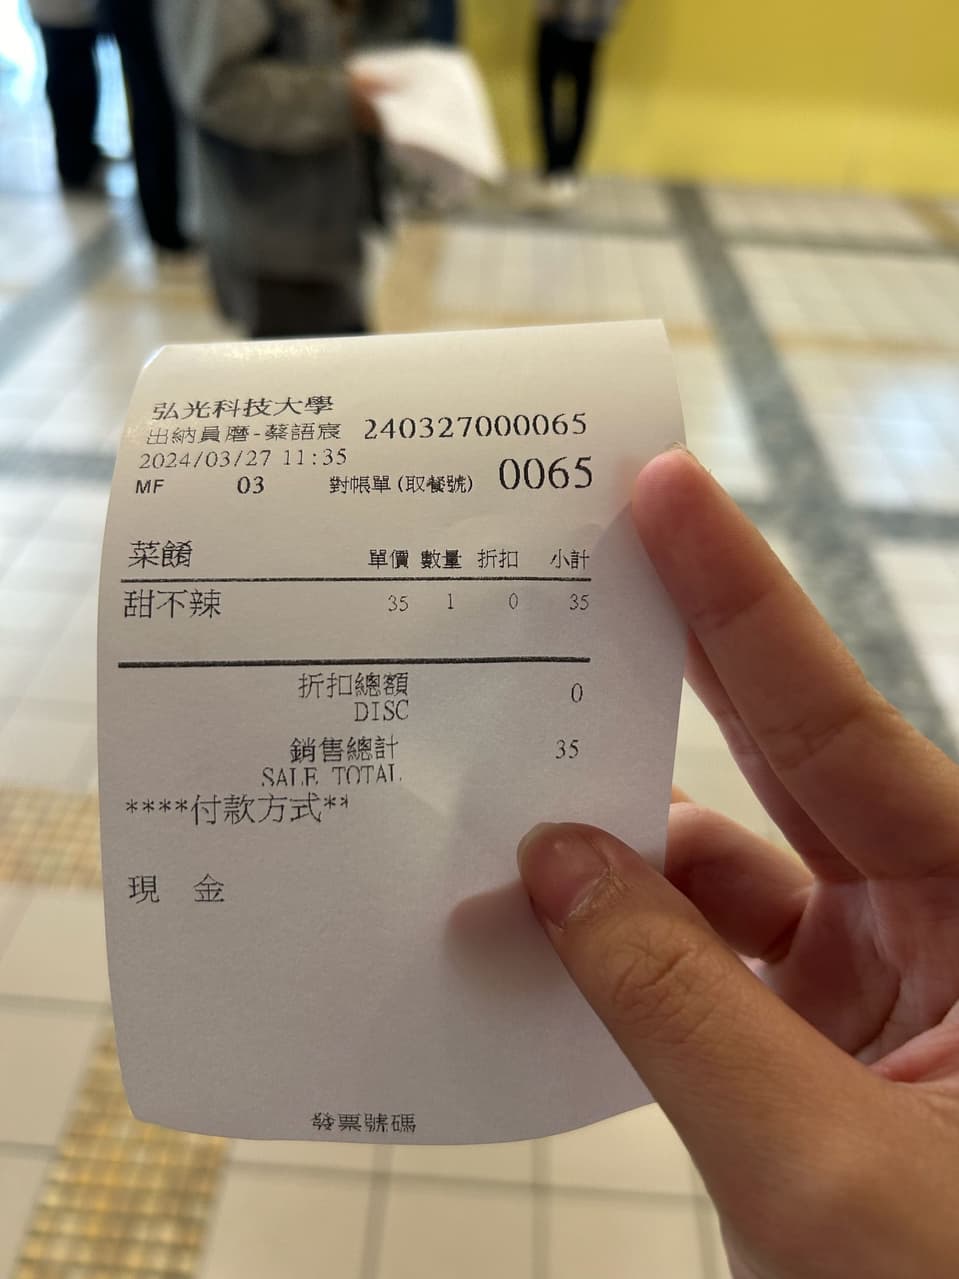 弘光科技大學
出納員曆-蔡語宸 240327000065
2024/03/27 11:35
MF 03 對帳單(取餐號) 0065
菜餚 單價 數量 折扣 小計
甜不辣 35 1 0 35
折扣總額 0
DISC
銷售總計 35
SALE TOTAL
****付款方式**
現 金
發票號碼